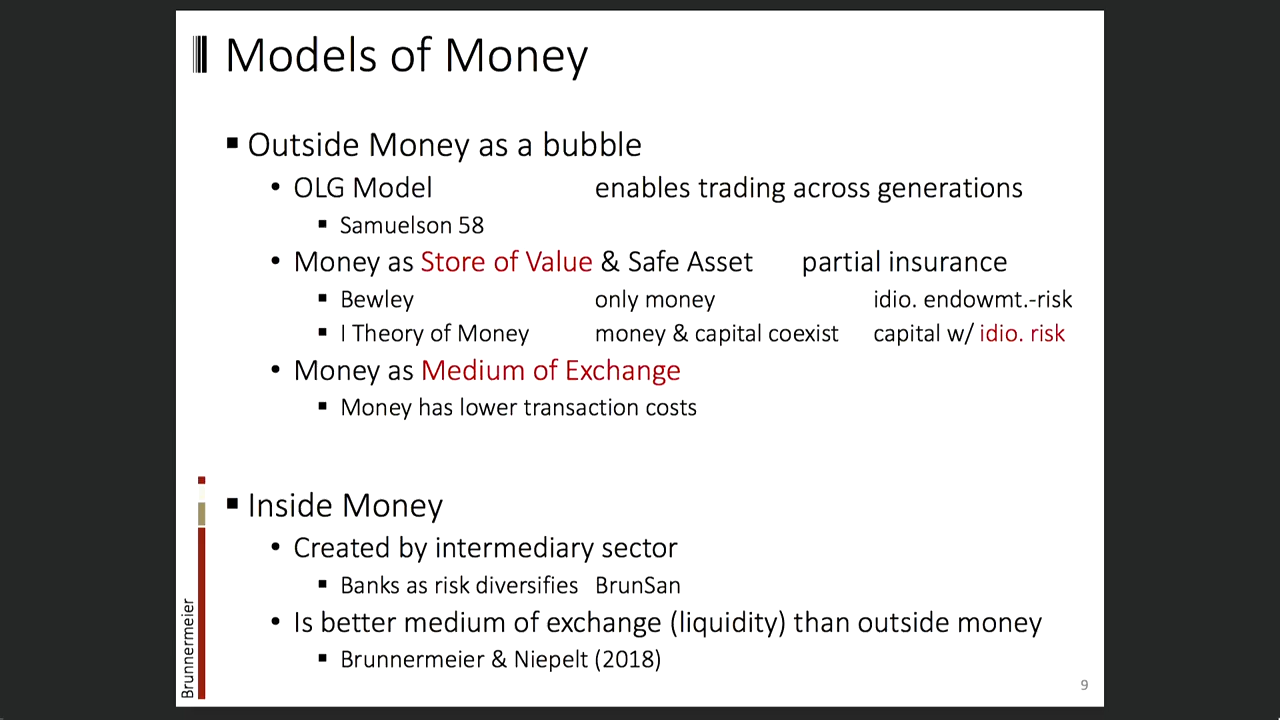 Models of Money
Outside Money as a bubble
OLG Model enables trading across generations
Samuelson 58
Money as Store of Value & Safe Asset partial insurance
Bewley only money idio. endowmt.-risk
I Theory of Money money & capital coexist capital w/ idio. risk
Money as Medium of Exchange
Money has lower transaction costs
Inside Money
Created by intermediary sector
Banks as risk diversifies BrunSan
Is better medium of exchange (liquidity) than outside money
Brunnermeier & Niepelt (2018)
Brunnermeier
9